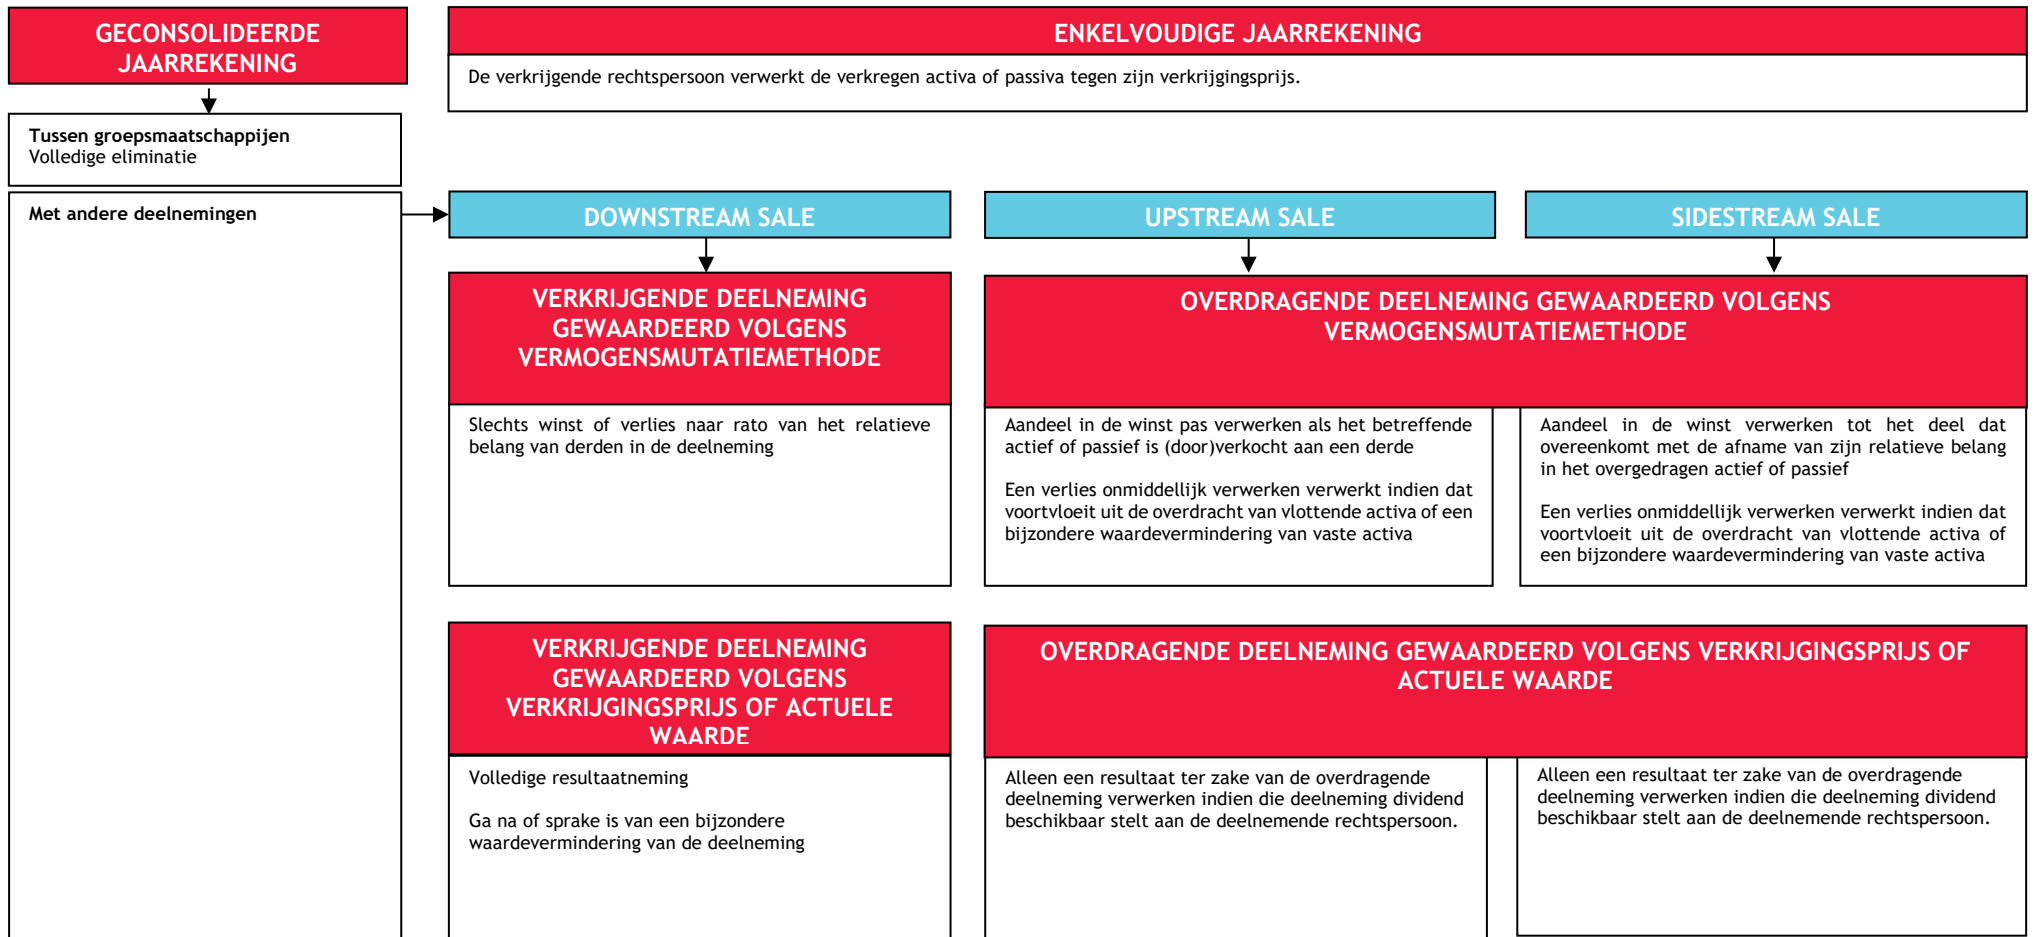 GECONSOLIDEERDE
JAARREKENING
ENKELVOUDIGE JAARREKENING
De verkrijgende rechtspersoon verwerkt de verkregen activa of passiva tegen zijn verkrijgingsprijs.
Tussen groepsmaatschappijen
Volledige eliminatie
Met andere deelnemingen
DOWNSTREAM SALE
UPSTREAM SALE
SIDESTREAM SALE
VERKRIJGENDE DEELNEMING
GEWAARDEERD VOLGENS
VERMOGENSMUTATIEMETHODE
OVERDRAGENDE DEELNEMING GEWAARDEERD VOLGENS
VERMOGENSMUTATIEMETHODE
Slechts winst of verlies naar rato van het relatieve
belang van derden in de deelneming
Aandeel in de winst pas verwerken als het betreffende
actief of passief is (door)verkocht aan een derde
Een verlies onmiddellijk verwerken verwerkt indien dat
voortvloeit uit de overdracht van vlottende activa of een
bijzondere waardevermindering van vaste activa
Aandeel in de winst verwerken tot het deel dat
overeenkomt met de afname van zijn relatieve belang
in het overgedragen actief of passief
Een verlies onmiddellijk verwerken verwerkt indien dat
voortvloeit uit de overdracht van vlottende activa of
een bijzondere waardevermindering van vaste activa
VERKRIJGENDE DEELNEMING
GEWAARDEERD VOLGENS
VERKRIJGINGSPRIJS OF ACTUELE
WAARDE
OVERDRAGENDE DEELNEMING GEWAARDEERD VOLGENS VERKRIJGINGSPRIJS OF
ACTUELE WAARDE
Volledige resultaatneming
Ga na of sprake is van een bijzondere
waardevermindering van de deelneming
Alleen een resultaat ter zake van de overdragende
deelneming verwerken indien die deelneming dividend
beschikbaar stelt aan de deelnemende rechtspersoon.
Alleen een resultaat ter zake van de overdragende
deelneming verwerken indien die deelneming dividend
beschikbaar stelt aan de deelnemende rechtspersoon.